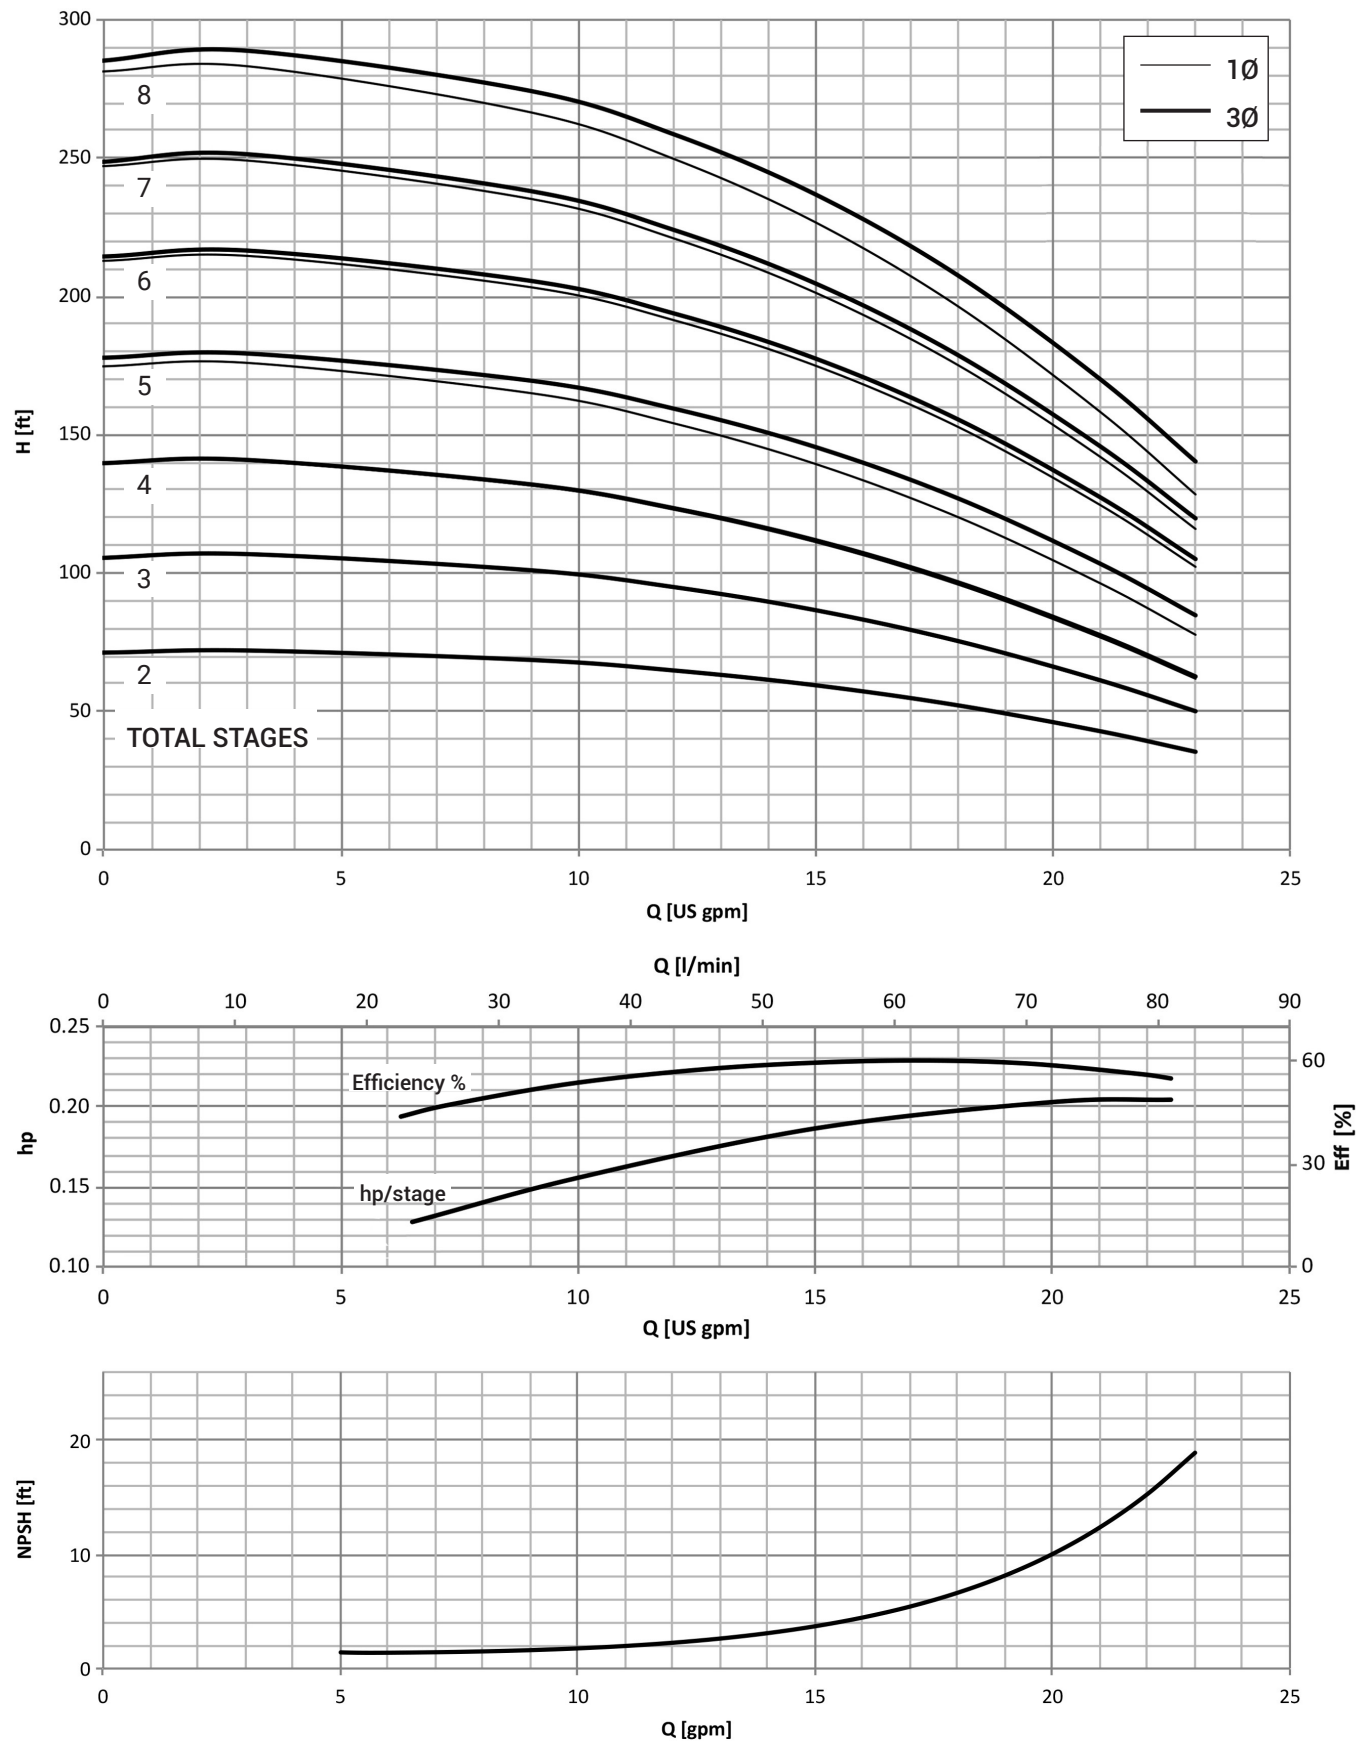 300
1Ø
3Ø
8
250
7
6
200
5
H [ft]
150
4
100
3
2
50
TOTAL STAGES
0
0 5 10 15 20 25
Q [US gpm]
Q [l/min]
0 10 20 30 40 50 60 70 80 90
0.25
60
Efficiency %
0.20
hp
Eff [%]
30
0.15
hp/stage
0.10
0
0 5 10 15 20 25
Q [US gpm]
20
NPSH [ft]
10
0
0 5 10 15 20 25
Q [gpm]